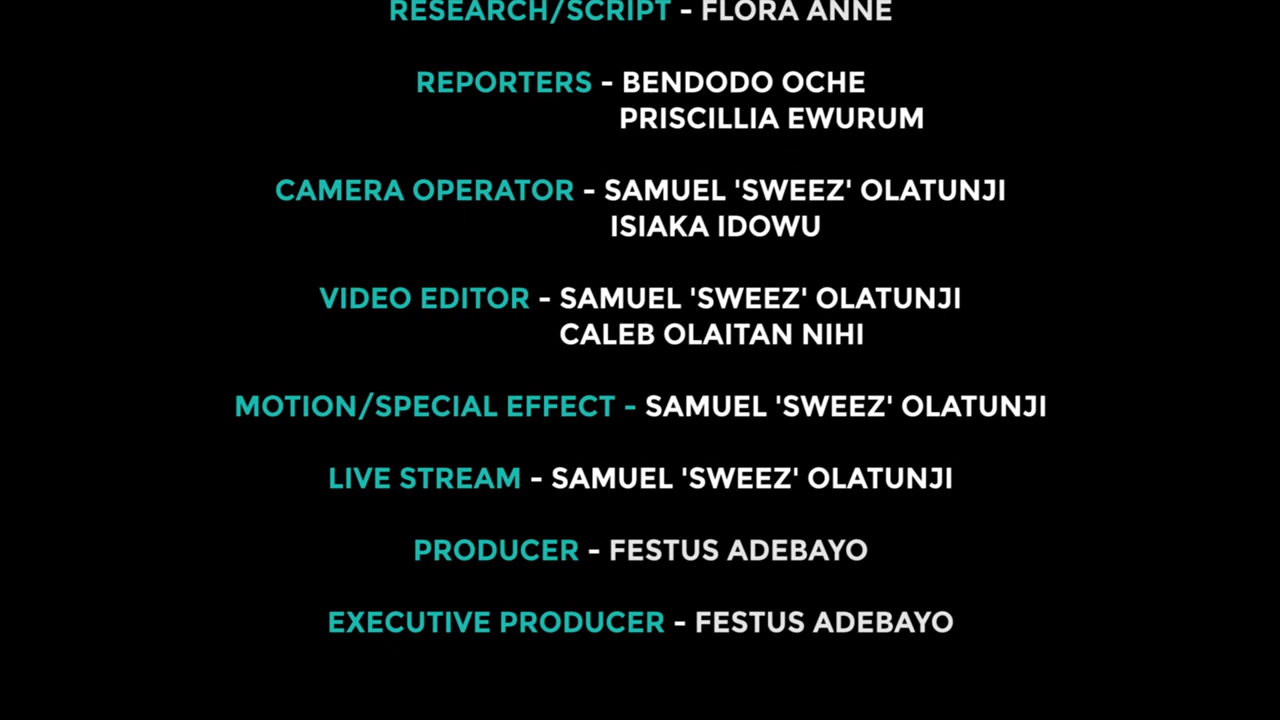 RESEARCH/SCRIPT - FLORA ANNE
REPORTERS - BENDODO OCHE
PRISCILLIA EWURUM
CAMERA OPERATOR - SAMUEL 'SWEEZ' OLATUNJI
ISIAKA IDOWU
VIDEO EDITOR - SAMUEL 'SWEEZ' OLATUNJI
CALEB OLAITAN NIHI
MOTION/SPECIAL EFFECT - SAMUEL 'SWEEZ' OLATUNJI
LIVE STREAM - SAMUEL 'SWEEZ' OLATUNJI
PRODUCER - FESTUS ADEBAYO
EXECUTIVE PRODUCER - FESTUS ADEBAYO